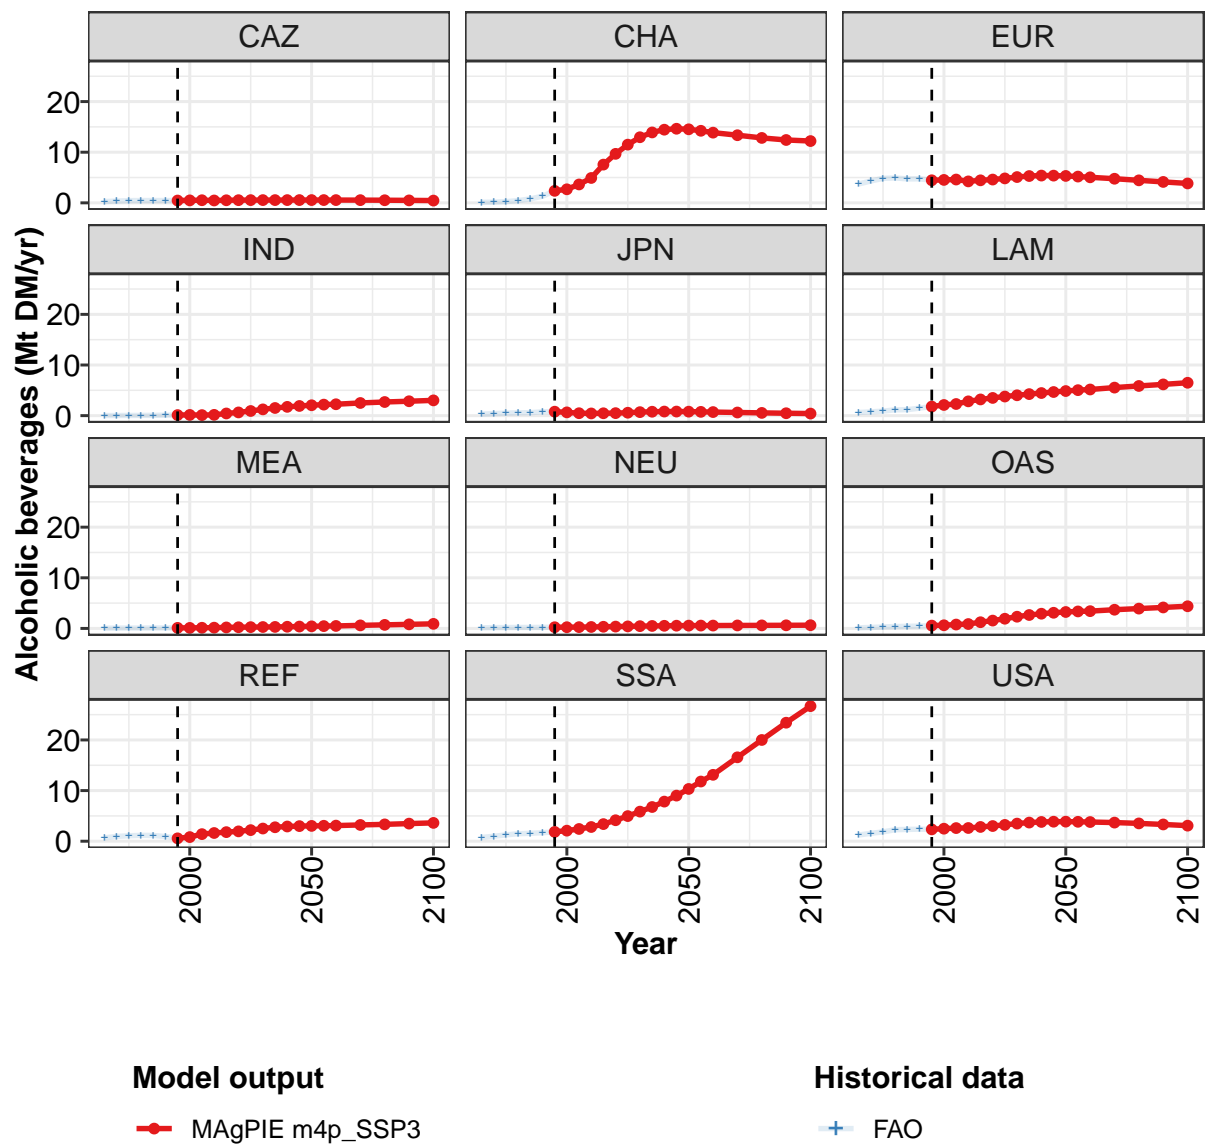 CAZ CHA EUR
20
10
0
IND JPN LAM
20
10
0
MEA NEU OAS
20
10
0
REF SSA USA
20
10
0
2000 2050 2100 2000 2050 2100 2000 2050 2100
Year
Alcoholic beverages (Mt DM/yr)
Model output Historical data
MAgPIE m4p_SSP3 FAO